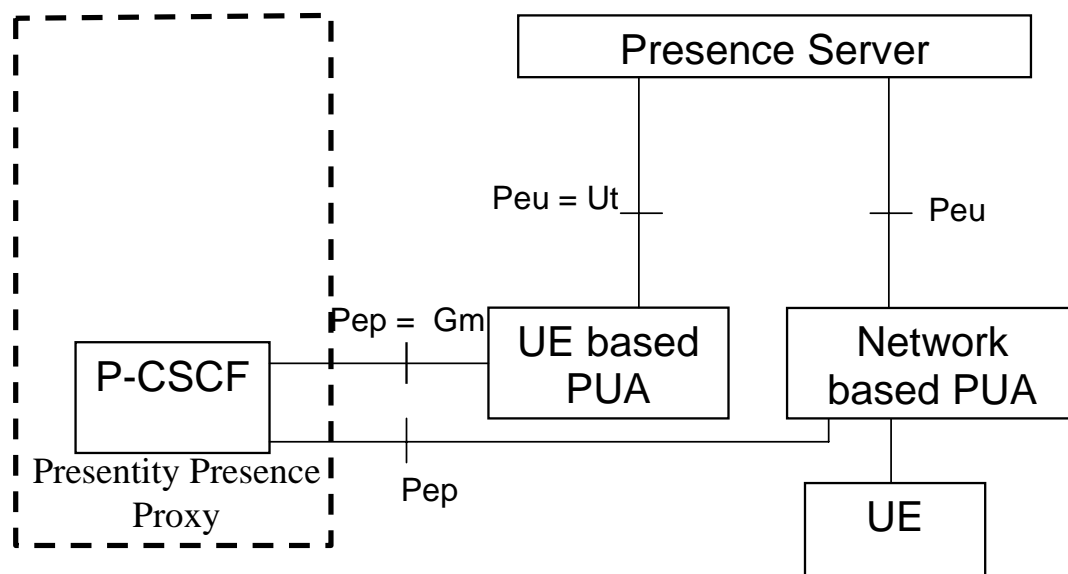 Presence Server
Peu = Ut
Peu
Pep = Gm
UE based
PUA
Network
based PUA
P-CSCF
Presentity Presence
Proxy
Pep
UE